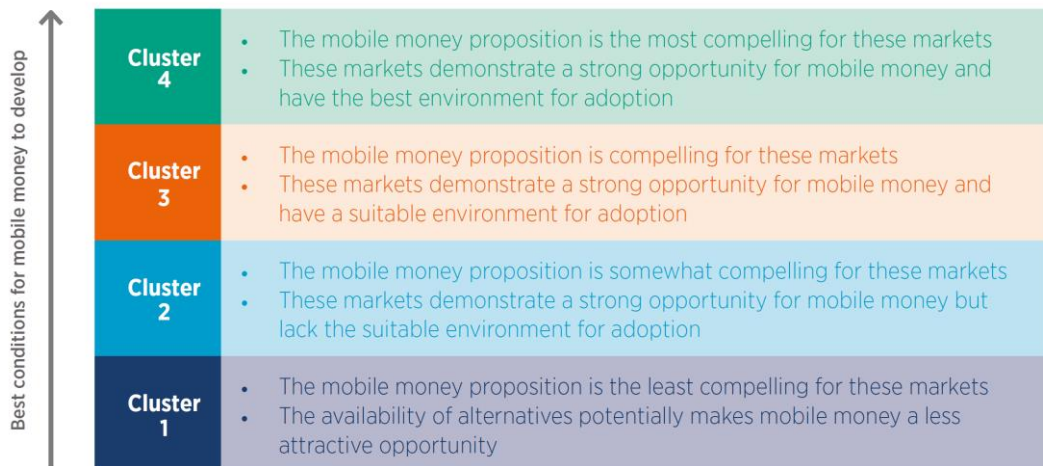 Best conditions for mobile money to develop
Cluster
4
• The mobile money proposition is the most compelling for these markets
• These markets demonstrate a strong opportunity for mobile money and
have the best environment for adoption
Cluster
3
• The mobile money proposition is compelling for these markets
• These markets demonstrate a strong opportunity for mobile money and
have a suitable environment for adoption
Cluster
2
• The mobile money proposition is somewhat compelling for these markets
• These markets demonstrate a strong opportunity for mobile money but
lack the suitable environment for adoption
Cluster
1
• The mobile money proposition is the least compelling for these markets
• The availability of alternatives potentially makes mobile money a less
attractive opportunity